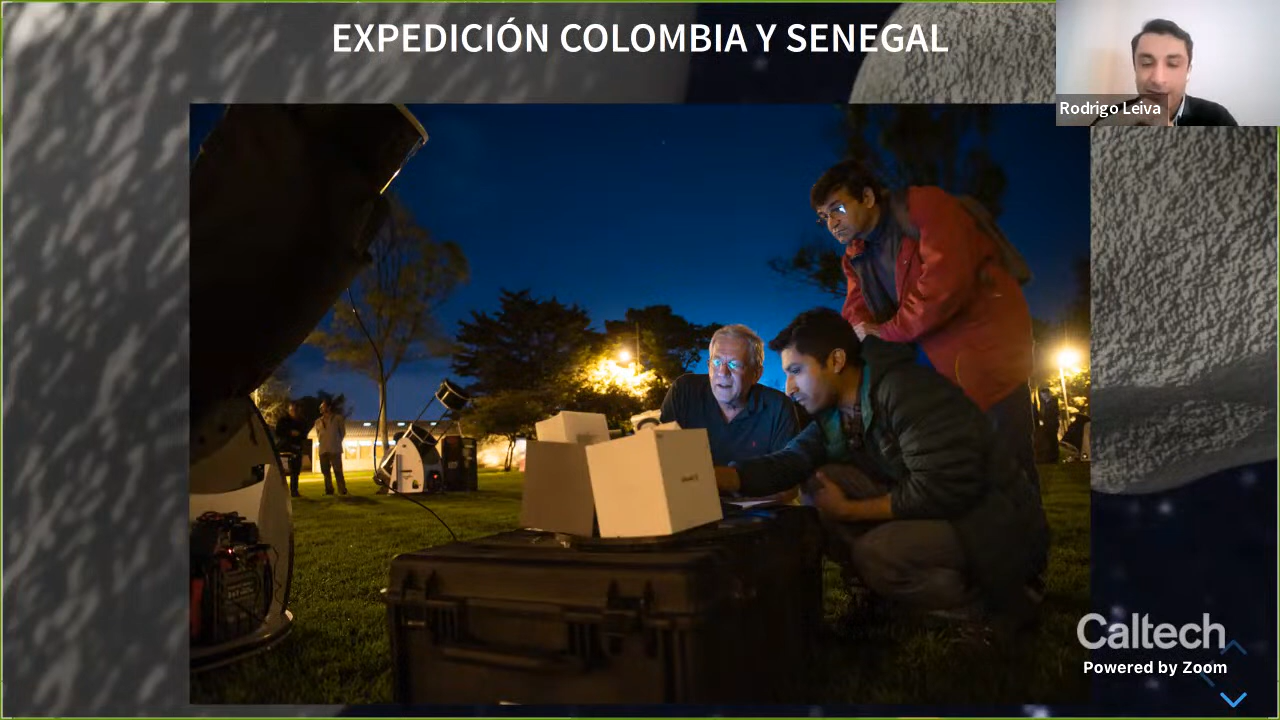 EXPEDICIÓN COLOMBIA Y SENEGAL
Rodrigo Leiva
Caltech
Powered by Zoom